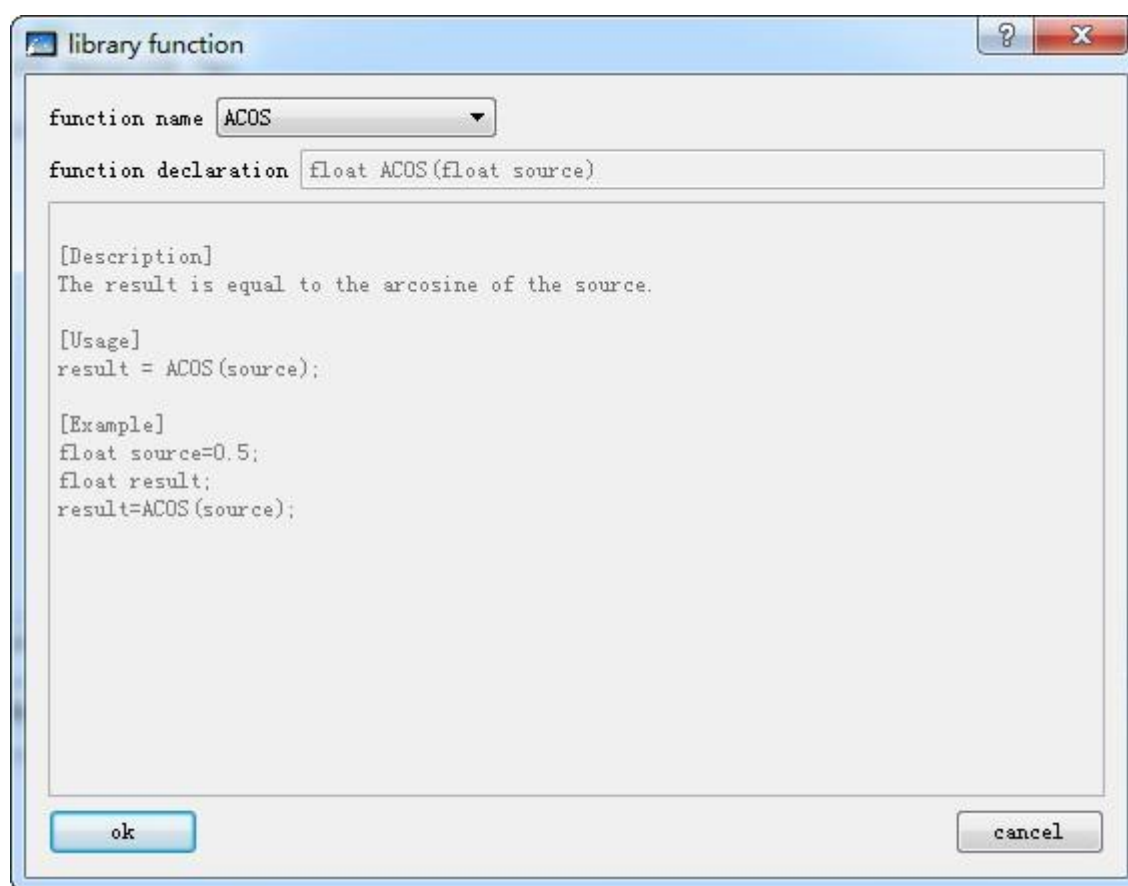 library function
function name ACOS
function declaration float ACOS(float source)
[Description]
The result is equal to the arcosine of the source.
[Usage]
result = ACOS(source);
[Example]
float source=0.5;
float result;
result=ACOS(source);
ok cancel